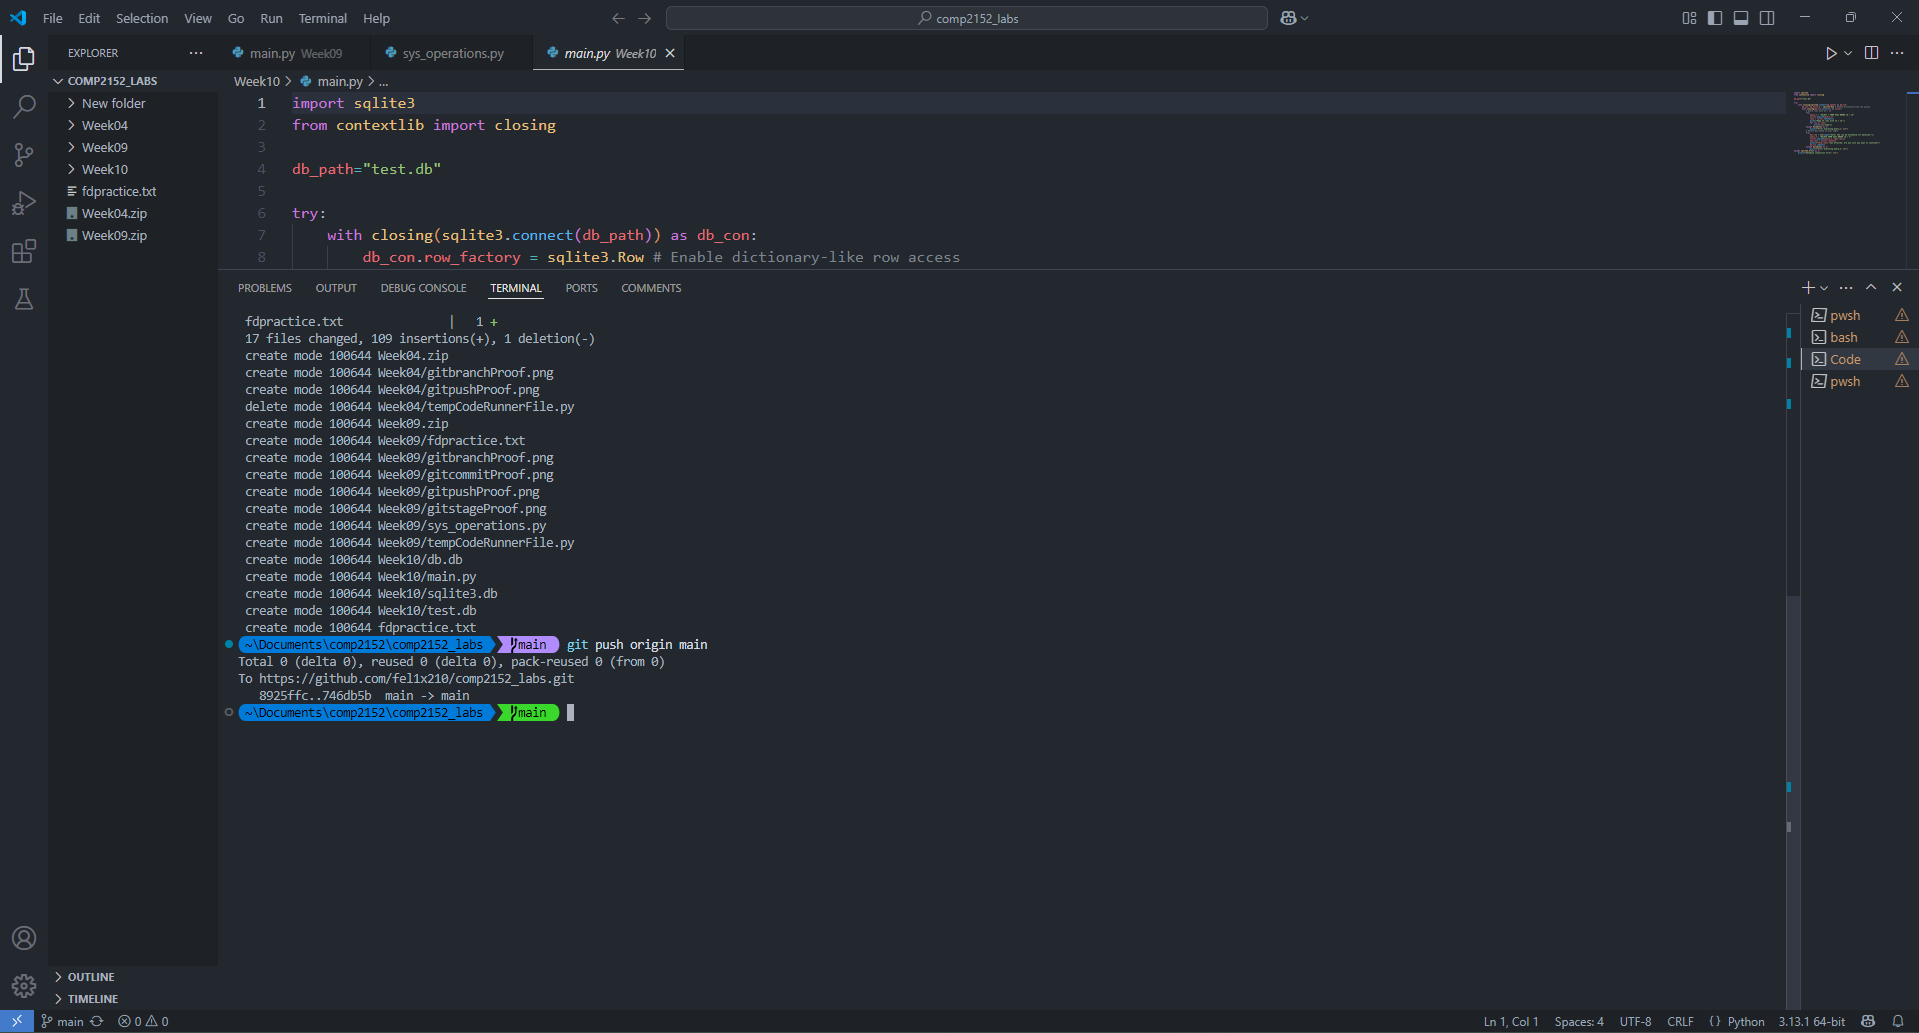 File Edit Selection View Go Run Terminal Help
comp2152_labs
EXPLORER
main.py Week09
sys_operations.py
main.py Week10
COMP2152_LABS
New folder
Week04
Week09
Week10
fdpractice.txt
Week04.zip
Week09.zip
Week10 > main.py > ...
1 import sqlite3
2 from contextlib import closing
3
4 db_path="test.db"
5
6 try:
7 with closing(sqlite3.connect(db_path)) as db_con:
8 db_con.row_factory = sqlite3.Row # Enable dictionary-like row access
PROBLEMS OUTPUT DEBUG CONSOLE TERMINAL PORTS COMMENTS
fdpractice.txt | 1 +
17 files changed, 109 insertions(+), 1 deletion(-)
create mode 100644 Week04.zip
create mode 100644 Week04/gitbranchProof.png
create mode 100644 Week04/gitpushProof.png
delete mode 100644 Week04/tempCodeRunnerFile.py
create mode 100644 Week09.zip
create mode 100644 Week09/fdpractice.txt
create mode 100644 Week09/gitbranchProof.png
create mode 100644 Week09/gitcommitProof.png
create mode 100644 Week09/gitpushProof.png
create mode 100644 Week09/gitstageProof.png
create mode 100644 Week09/sys_operations.py
create mode 100644 Week09/tempCodeRunnerFile.py
create mode 100644 Week10/db.db
create mode 100644 Week10/main.py
create mode 100644 Week10/sqlite3.db
create mode 100644 Week10/test.db
create mode 100644 fdpractice.txt
~\Documents\comp2152\comp2152_labs main git push origin main
Total 0 (delta 0), reused 0 (delta 0), pack-reused 0 (from 0)
To https://github.com/fel1x210/comp2152_labs.git
8925ffc..746db5b main -> main
~\Documents\comp2152\comp2152_labs main
pwsh
bash
Code
pwsh
OUTLINE
TIMELINE
main 0 0
Ln 1, Col 1 Spaces: 4 UTF-8 CRLF {} Python 3.13.1 64-bit